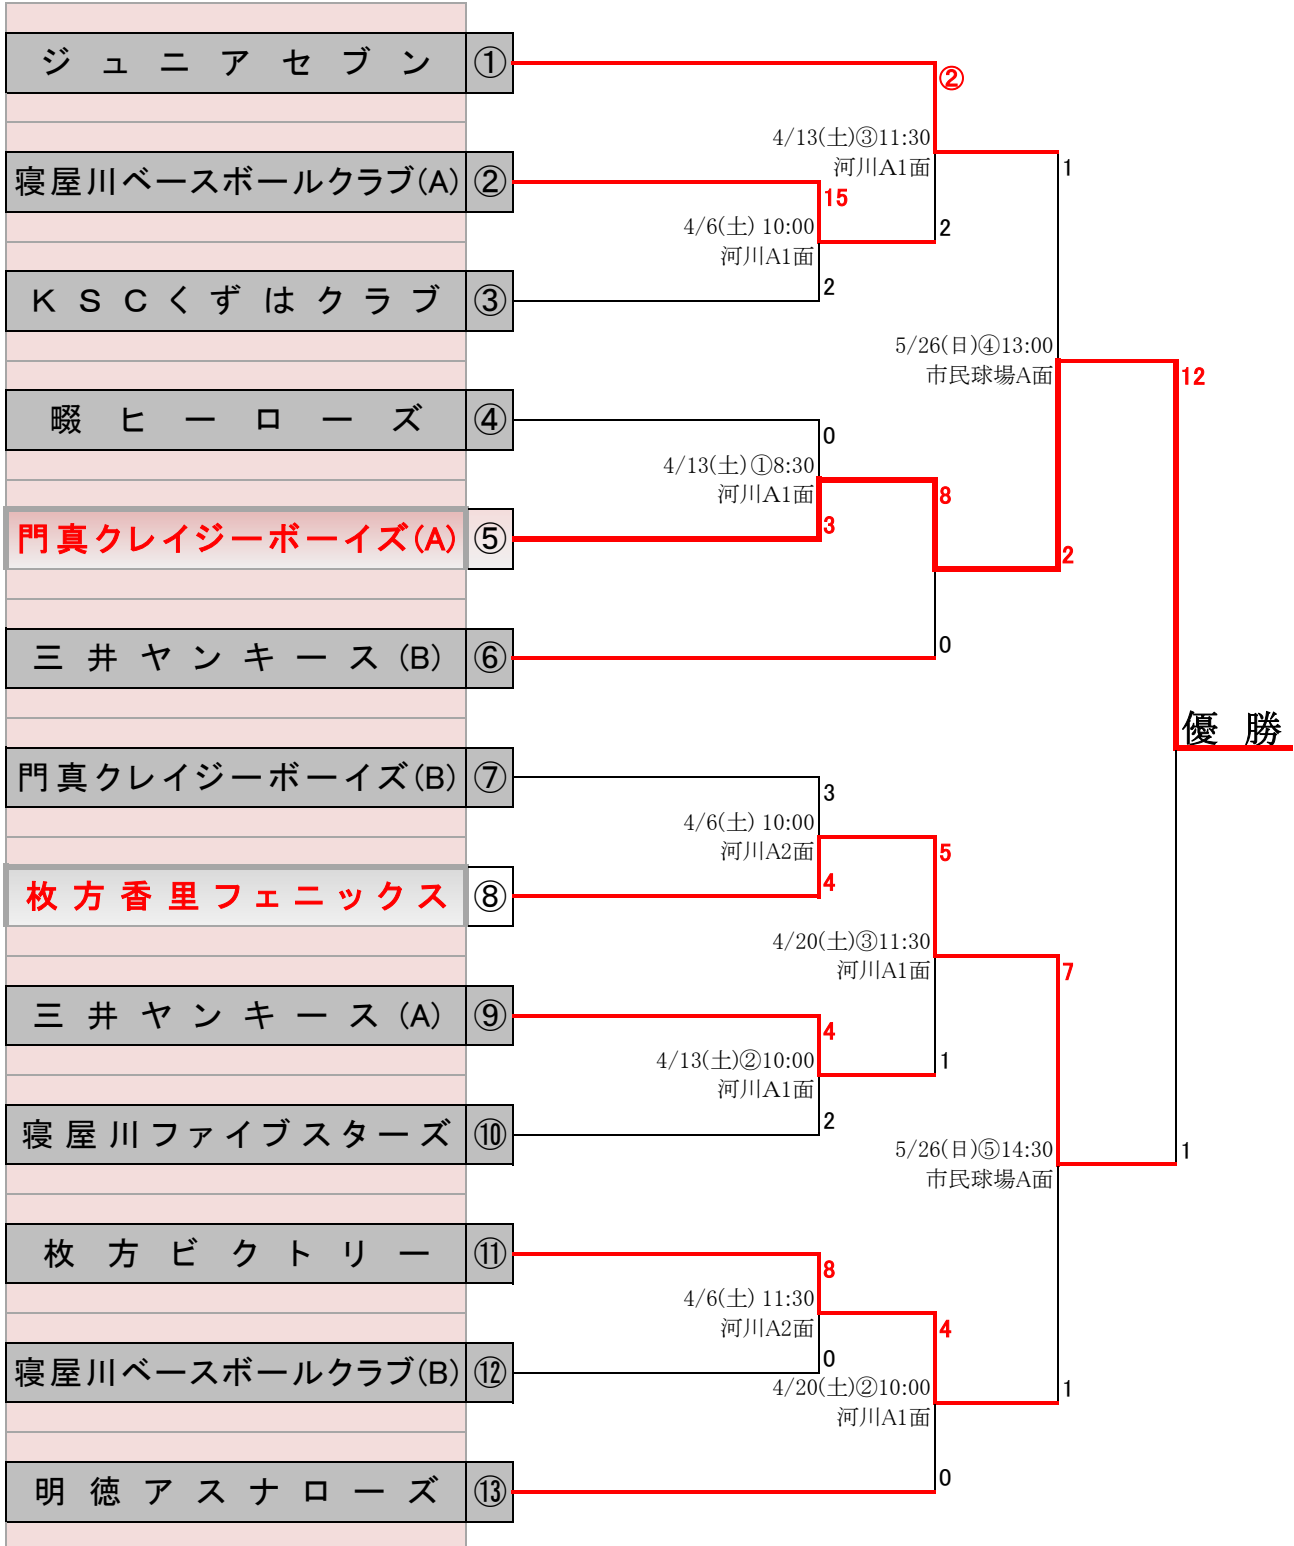 ジュニアセブン ①
②
4/13(土)③11:30
河川A1面
1
寝屋川ベースボールクラブ(A) ②
15
4/6(土) 10:00
河川A1面
2
2
KSCくずはクラブ ③
5/26(日)④13:00
市民球場A面
12
畷ヒーローズ ④
0
4/13(土)①8:30
河川A1面
8
3
門真クレイジーボーイズ(A) ⑤
2
三井ヤンキース(B) ⑥
0
優勝
門真クレイジーボーイズ(B) ⑦
3
4/6(土) 10:00
河川A2面
5
4
枚方香里フェニックス ⑧
4/20(土)③11:30
河川A1面
7
三井ヤンキース(A) ⑨
4
4/13(土)②10:00
河川A1面
1
2
寝屋川ファイブスターズ ⑩
5/26(日)⑤14:30
市民球場A面
1
枚方ビクトリー ⑪
8
4/6(土) 11:30
河川A2面
4
0
寝屋川ベースボールクラブ(B) ⑫
4/20(土)②10:00
河川A1面
1
明徳アスナローズ ⑬
0